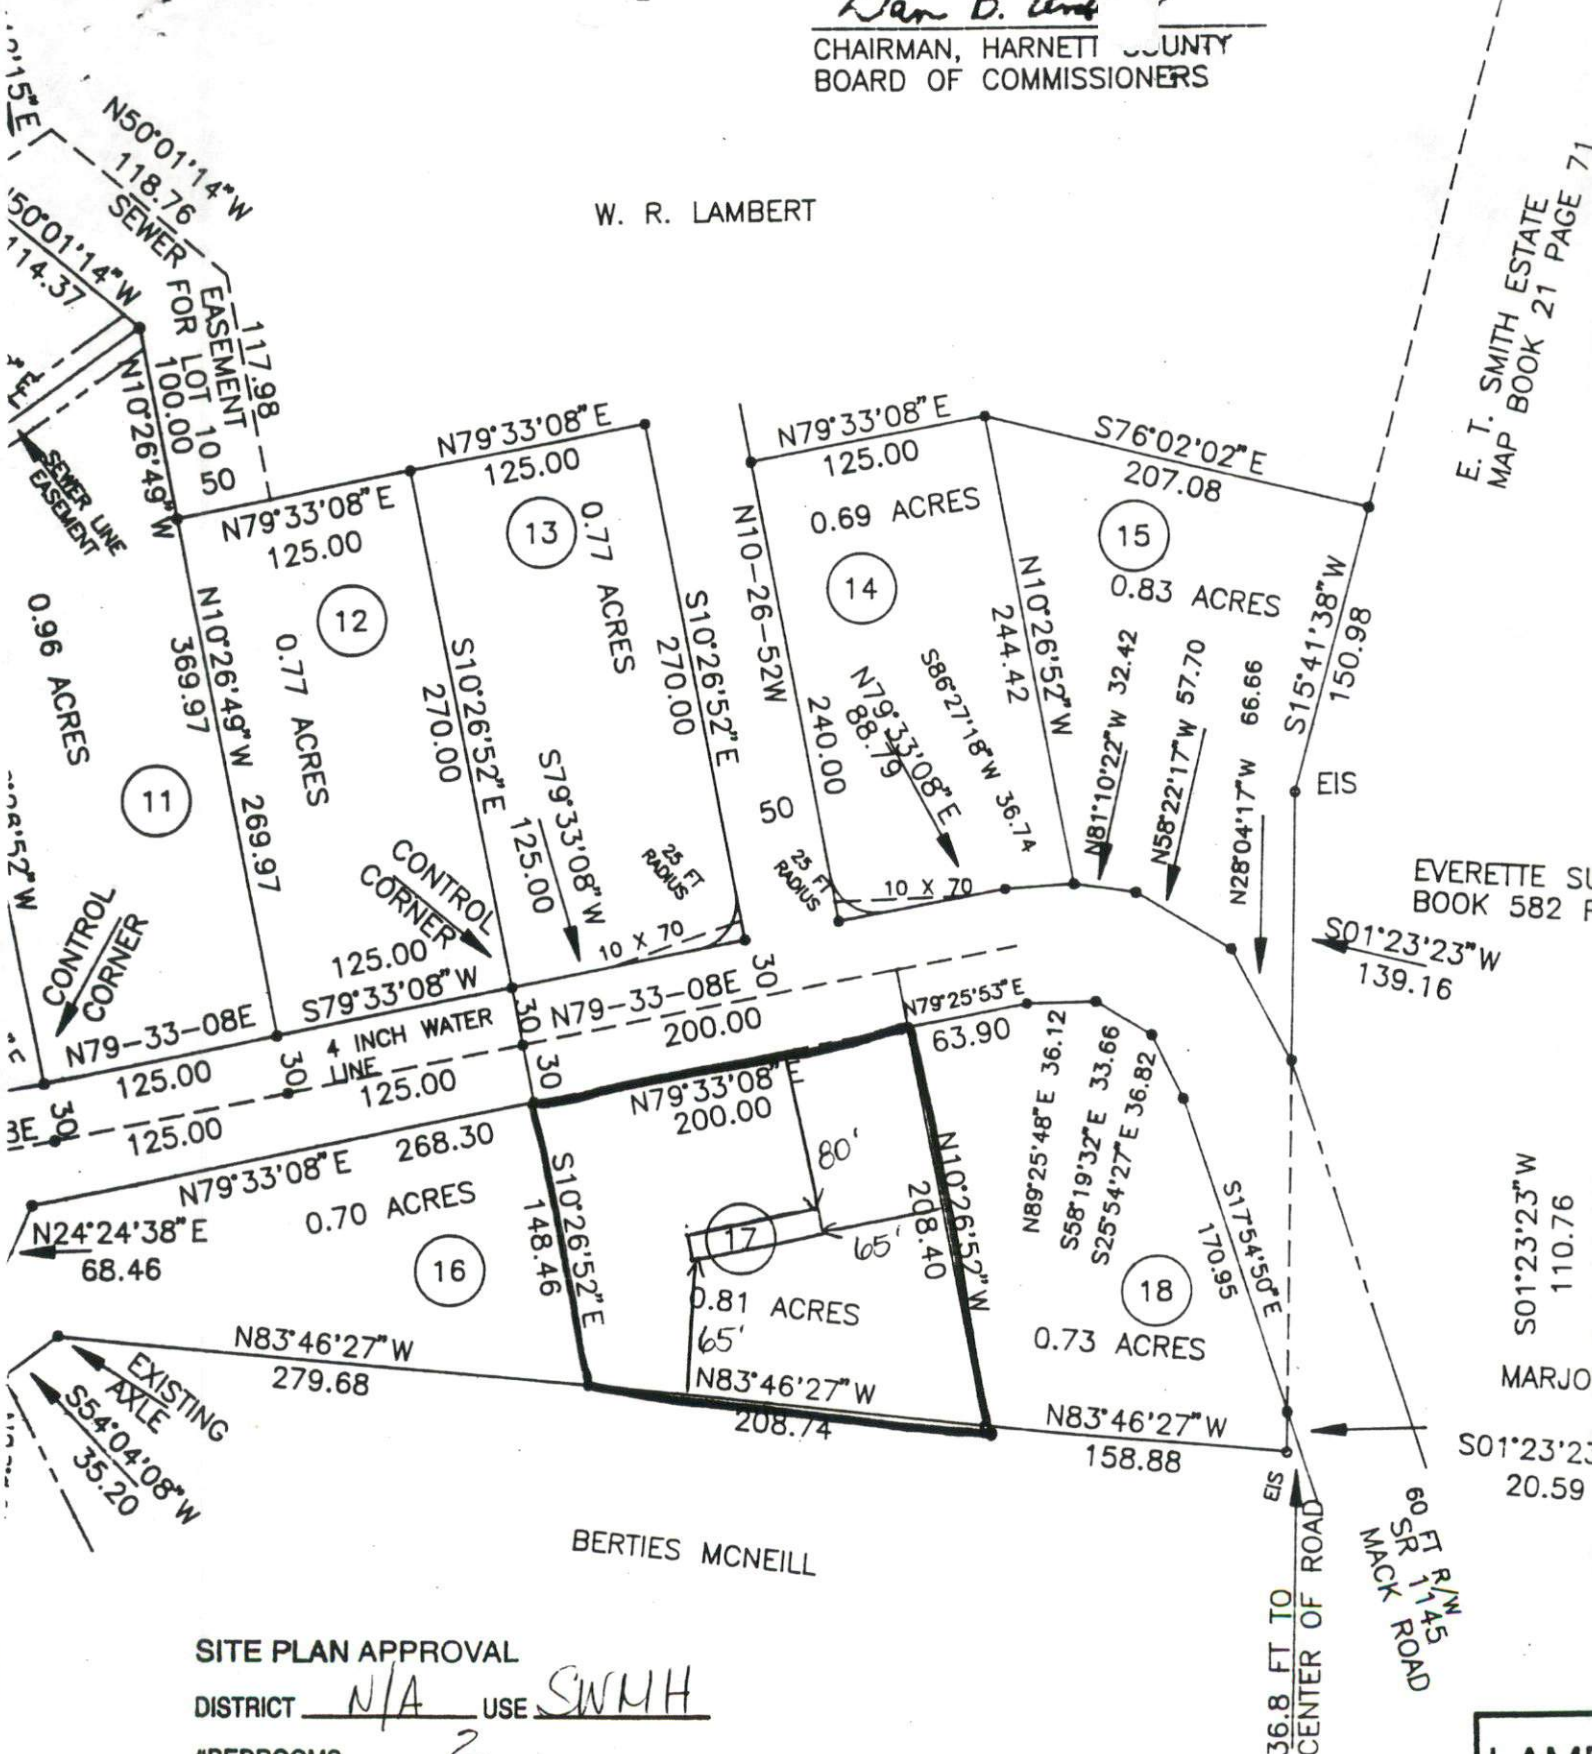 CHAIRMAN, HARNETT COUNTY
BOARD OF COMMISSIONERS
N50°01'14"W
118.76
SEWER EASEMENT
FOR LOT 10
117.98
50°01'14"W
114.37
N10°26'49"W
100.00
50
SEWER LINE
EASEMENT
W. R. LAMBERT
E. T. SMITH ESTATE
MAP BOOK 21 PAGE 71
N79°33'08"E
125.00
N79°33'08"E
125.00
N79°33'08"E
125.00
S76°02'02"E
207.08
0.96 ACRES
11
N10°26'49"W 269.97
369.97
12
0.77 ACRES
S10°26'52"E
270.00
13
0.77 ACRES
S10°26'52"E
270.00
N10-26-52W
240.00
0.69 ACRES
14
N10°26'52"W
244.42
15
0.83 ACRES
S15°41'38"W
150.98
EIS
N79°33'08"E
88.79
S86°27'18"W 36.74
N81°10'22"W 32.42
N58°22'17"W 57.70
N28°04'17"W 66.66
50
25 FT
RADIUS
25 FT
RADIUS
10 X 70
10 X 70
S79°33'08"W
125.00
CONTROL
CORNER
CONTROL
CORNER
125.00
S79°33'08"W
EVERETTE
BOOK 582
S01°23'23"W
139.16
N79-33-08E
125.00
4 INCH WATER
LINE
N79-33-08E
200.00
30
30
30
30
30
125.00
125.00
N79°25'53"E
63.90
N89°25'48"E 36.12
S58°19'32"E 33.66
S25°54'27"E 36.82
N79°33'08"E
268.30
N79°33'08"E
200.00
80'
N24°24'38"E
68.46
0.70 ACRES
16
S10°26'52"E
148.46
17
65'
0.81 ACRES
65'
N10°26'52"W
208.40
S17°54'50"E
170.95
18
0.73 ACRES
S01°23'23"W
110.76
MARJO
N83°46'27"W
279.68
N83°46'27"W
208.74
N83°46'27"W
158.88
S01°23'23
20.59
EXISTING
AXLE
S54°04'08"W
35.20
EIS
BERTIES MCNEILL
36.8 FT TO
CENTER OF ROAD
60 FT R/W
SR 1145
MACK ROAD
SITE PLAN APPROVAL
DISTRICT N/A USE SWMH
#BEDROOMS